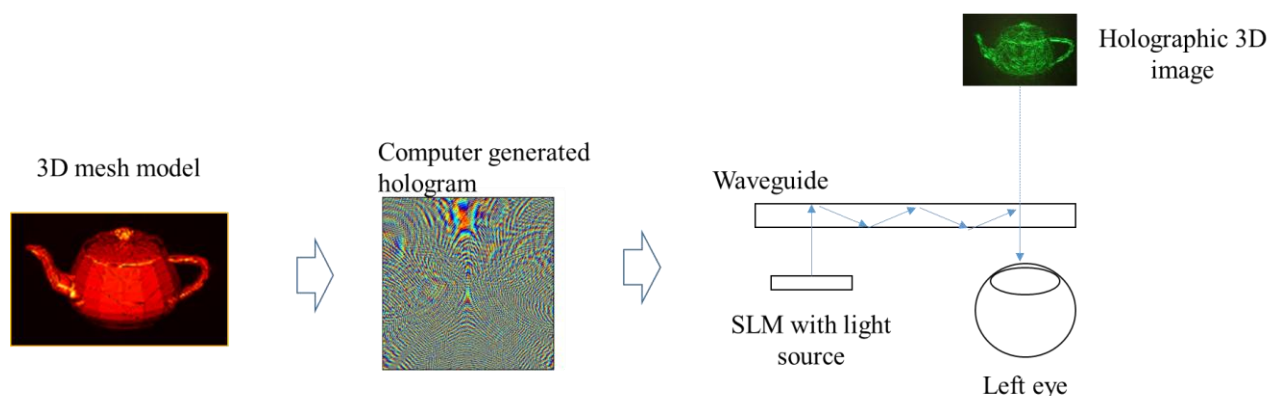 3D mesh model
Computer generated
hologram
Waveguide
SLM with light
source
Holographic 3D
image
Left eye